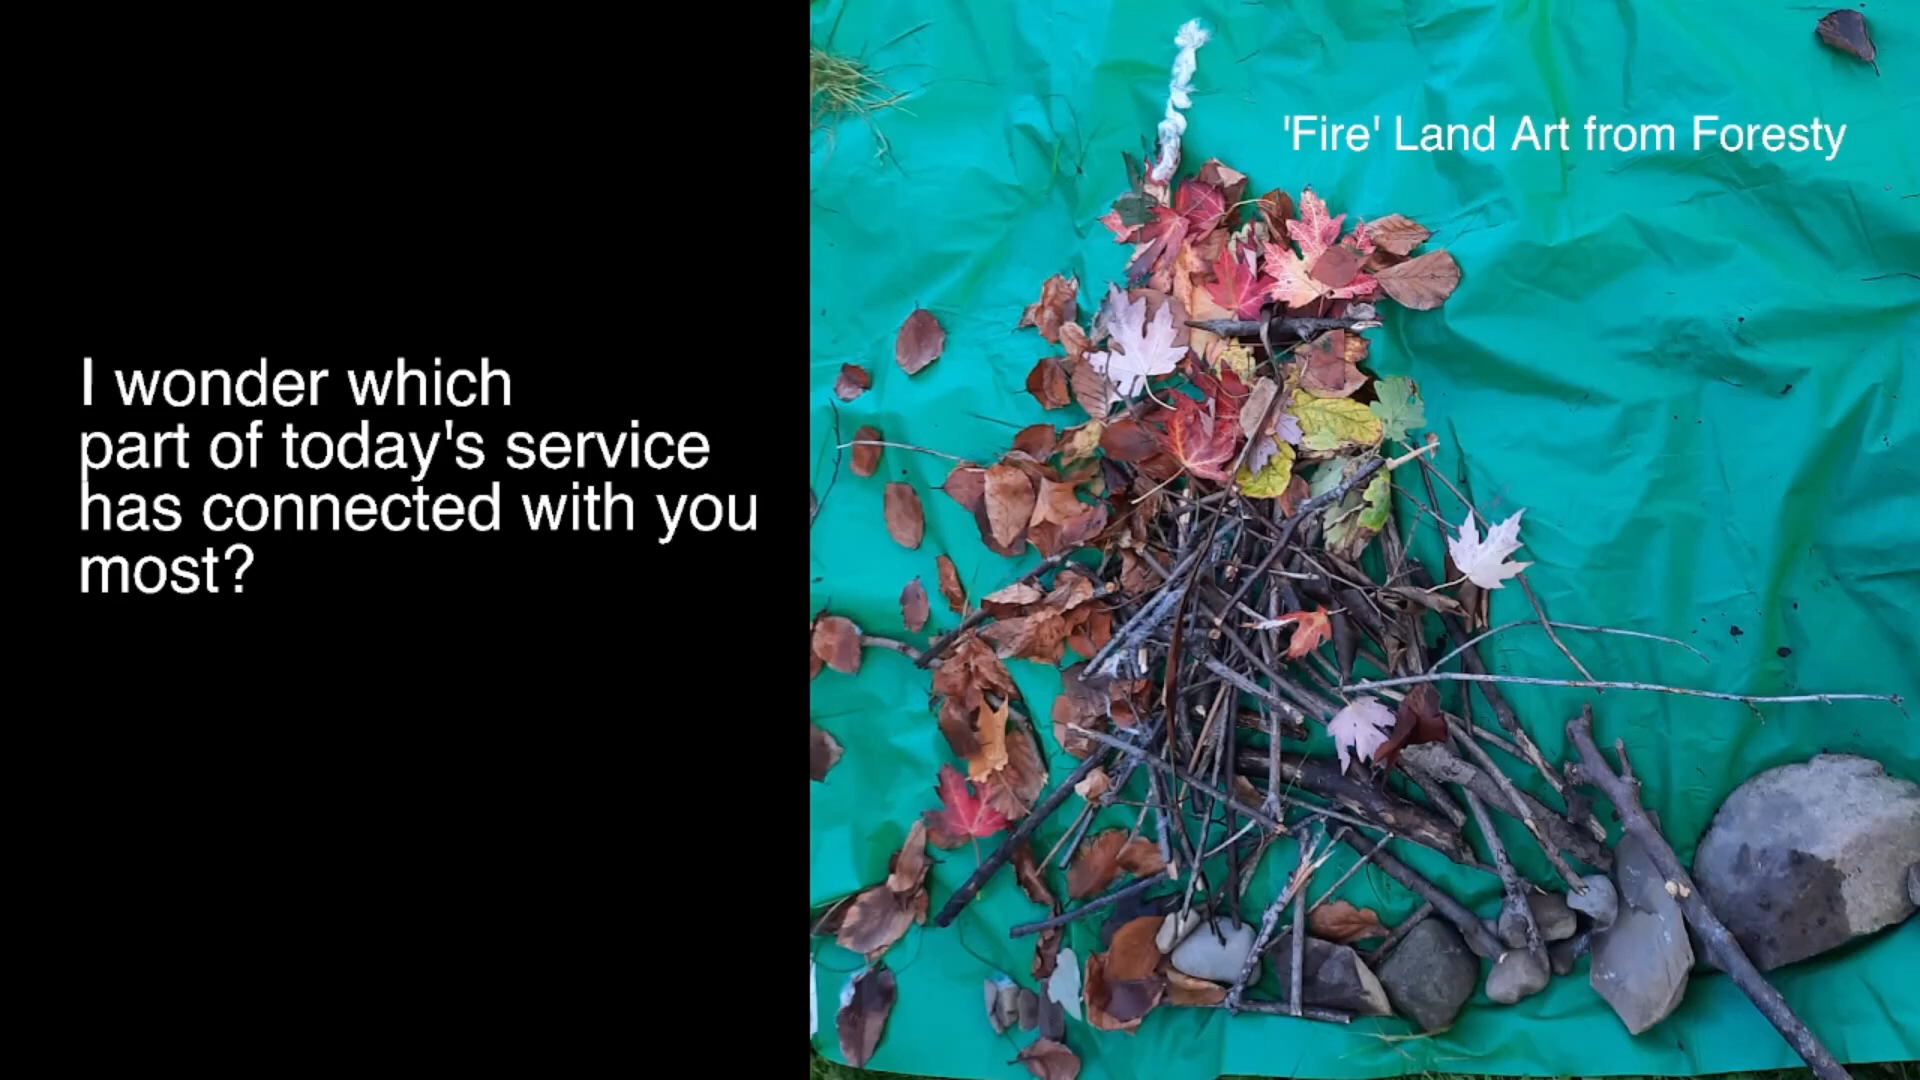 I wonder which
part of today's service
has connected with you
most?
'Fire' Land Art from Foresty